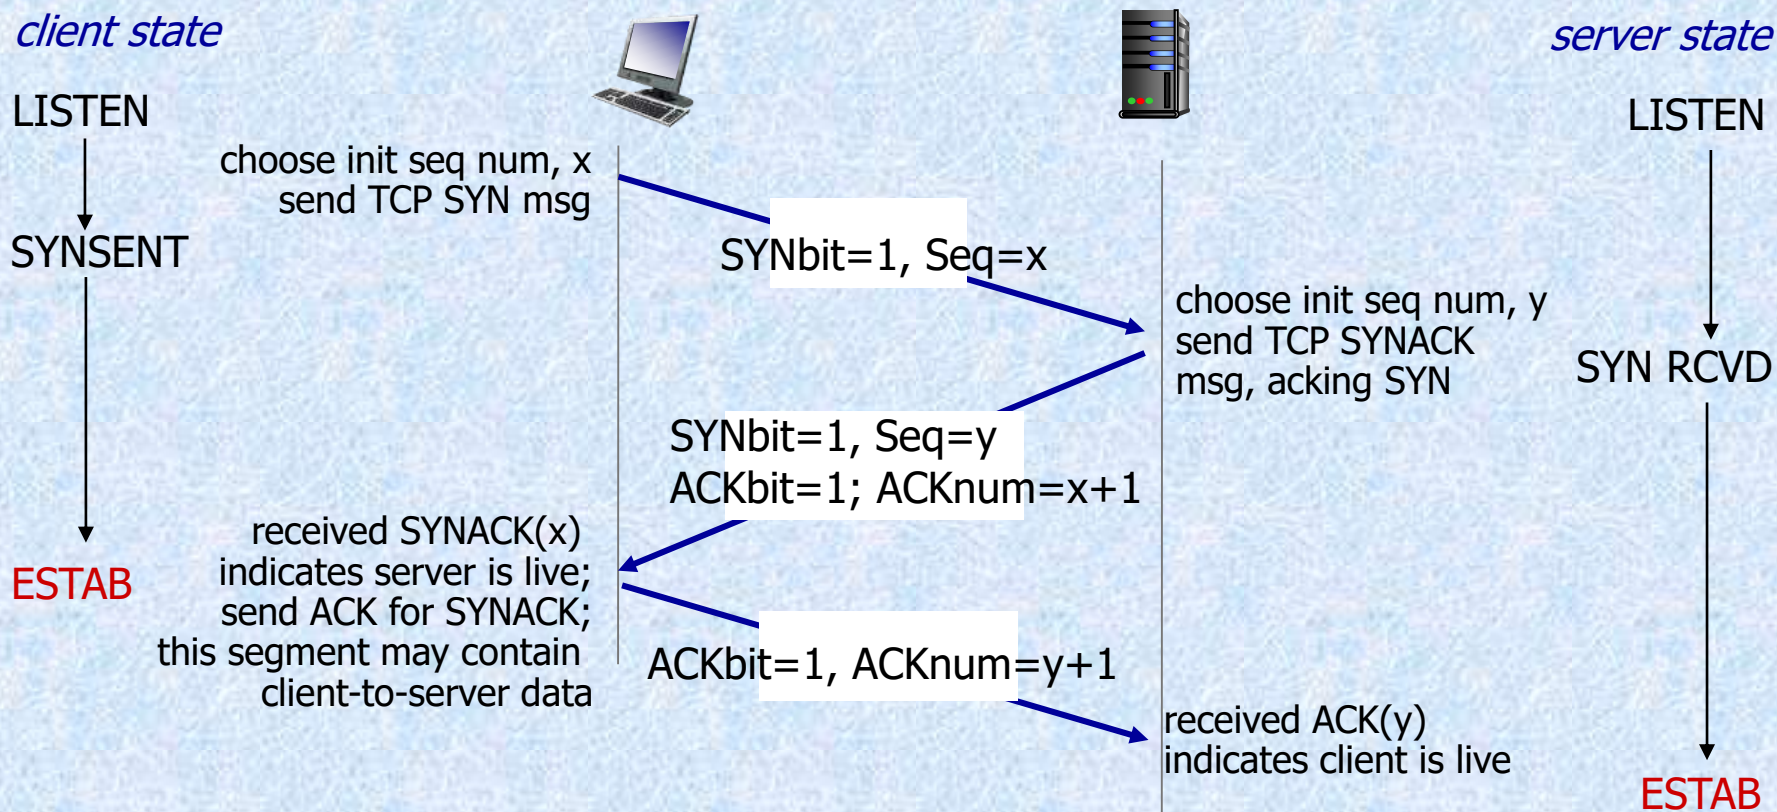 client state
server state
LISTEN
LISTEN
choose init seq num, x
send TCP SYN msg
SYNSENT
SYNbit=1, Seq=x
choose init seq num, y
send TCP SYNACK
msg, acking SYN
SYN RCVD
SYNbit=1, Seq=y
ACKbit=1; ACKnum=x+1
received SYNACK(x)
indicates server is live;
send ACK for SYNACK;
this segment may contain
client-to-server data
ESTAB
ACKbit=1, ACKnum=y+1
received ACK(y)
indicates client is live
ESTAB